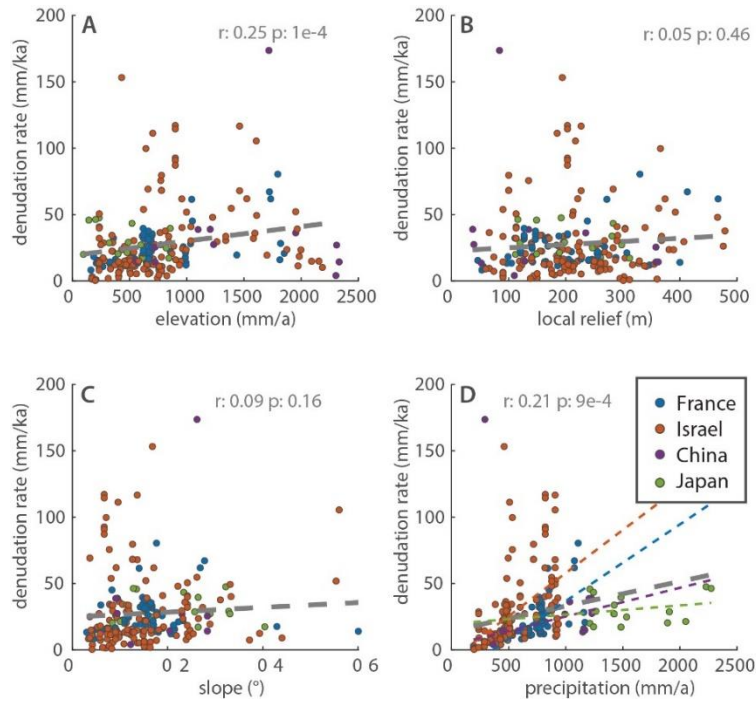 A
r: 0.25 p: 1e-4
200
150
100
50
0
denudation rate (mm/ka)
0 500 1000 1500 2000 2500
elevation (mm/a)
B
r: 0.05 p: 0.46
200
150
100
50
0
denudation rate (mm/ka)
0 100 200 300 400 500
local relief (m)
C
r: 0.09 p: 0.16
200
150
100
50
0
denudation rate (mm/ka)
0 0 2 0 4 0 6
slope (°)
D
r: 0.21 p: 9e-4
France
Israel
China
Japan
200
150
100
50
0
denudation rate (mm/ka)
0 500 1000 1500 2000 2500
precipitation (mm/a)